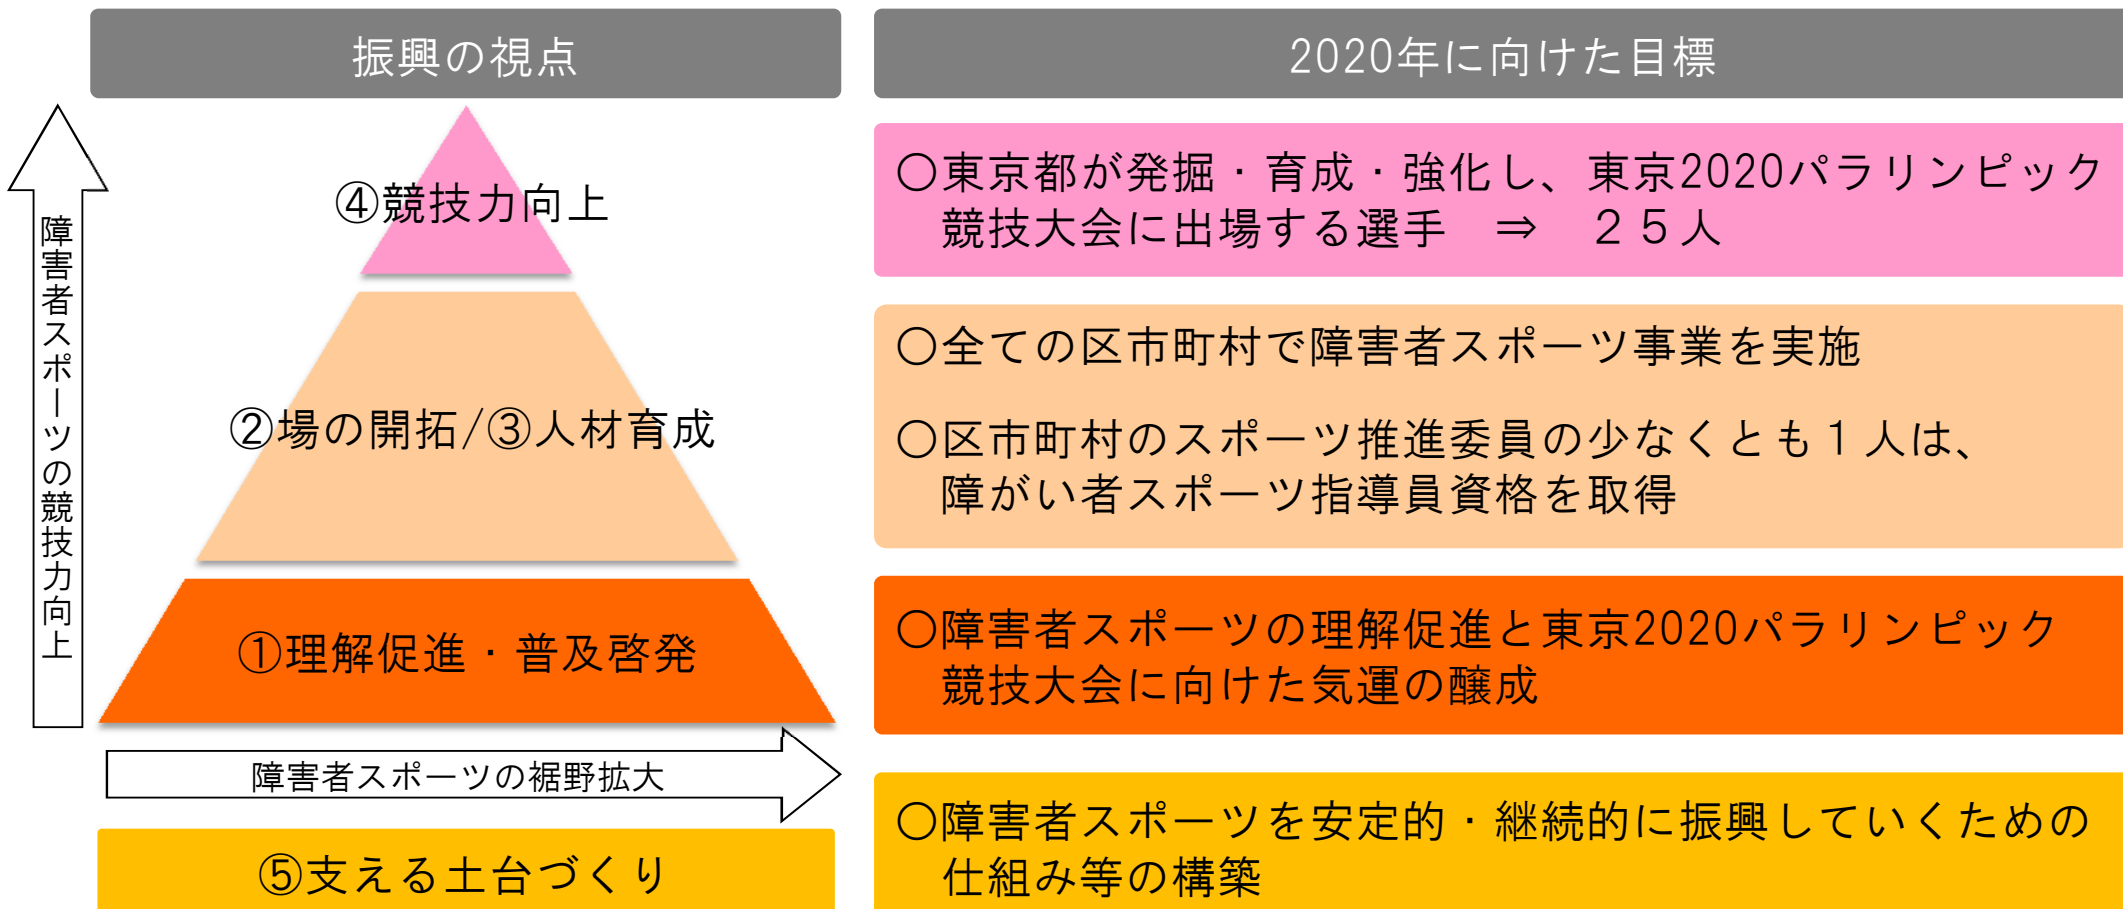 振興の視点
2020年に向けた目標
障害者スポーツの競技力向上
④競技力向上
○東京都が発掘・育成・強化し、東京2020パラリンピック
競技大会に出場する選手　⇒　２５人
②場の開拓/③人材育成
○全ての区市町村で障害者スポーツ事業を実施
○区市町村のスポーツ推進委員の少なくとも１人は、
障がい者スポーツ指導員資格を取得
①理解促進・普及啓発
○障害者スポーツの理解促進と東京2020パラリンピック
競技大会に向けた気運の醸成
障害者スポーツの裾野拡大
⑤支える土台づくり
○障害者スポーツを安定的・継続的に振興していくための
仕組み等の構築